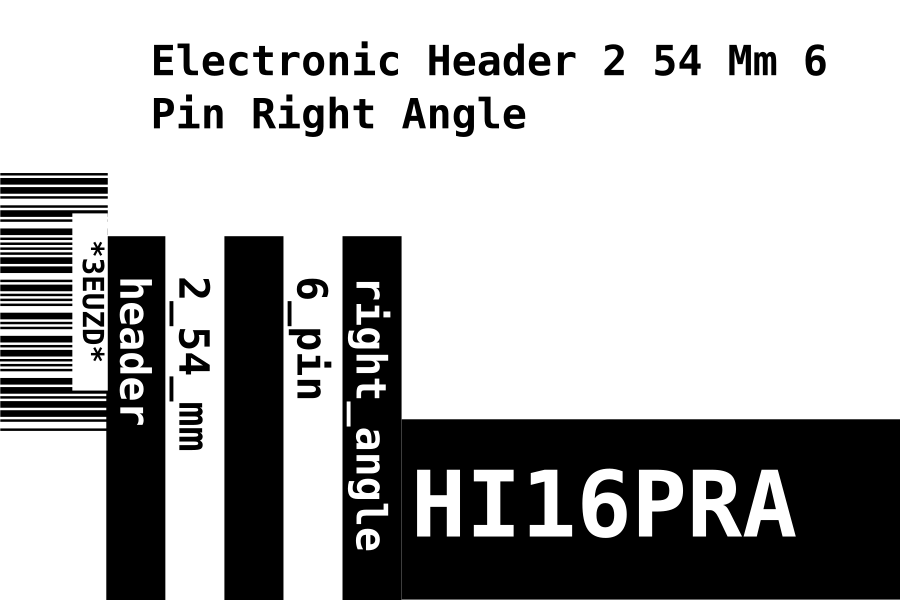 Electronic Header 2 54 Mm 6
Pin Right Angle
*3EUZD*
header
2_54_mm
6_pin
right_angle
HI16PRA